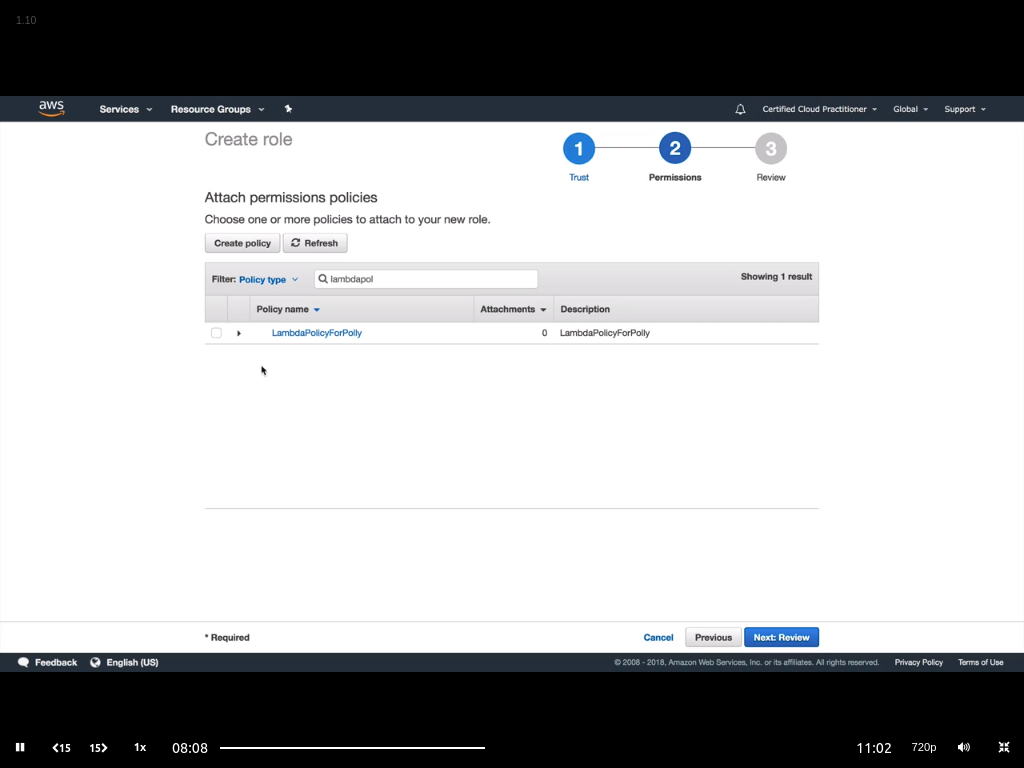 1.10
aws Services Resource Groups Certified Cloud Practitioner Global Support
Create role
1 2 3
Trust Permissions Review
Attach permissions policies
Choose one or more policies to attach to your new role.
Create policy Refresh
Filter: Policy type lambdapol Showing 1 result
Policy name Attachments Description
LambdaPolicyForPolly 0 LambdaPolicyForPolly
* Required Cancel Previous Next: Review
Feedback English (US) © 2008 - 2018, Amazon Web Services, Inc. or its affiliates. All rights reserved. Privacy Policy Terms of Use
15 15 1x 08:08 11:02 720p